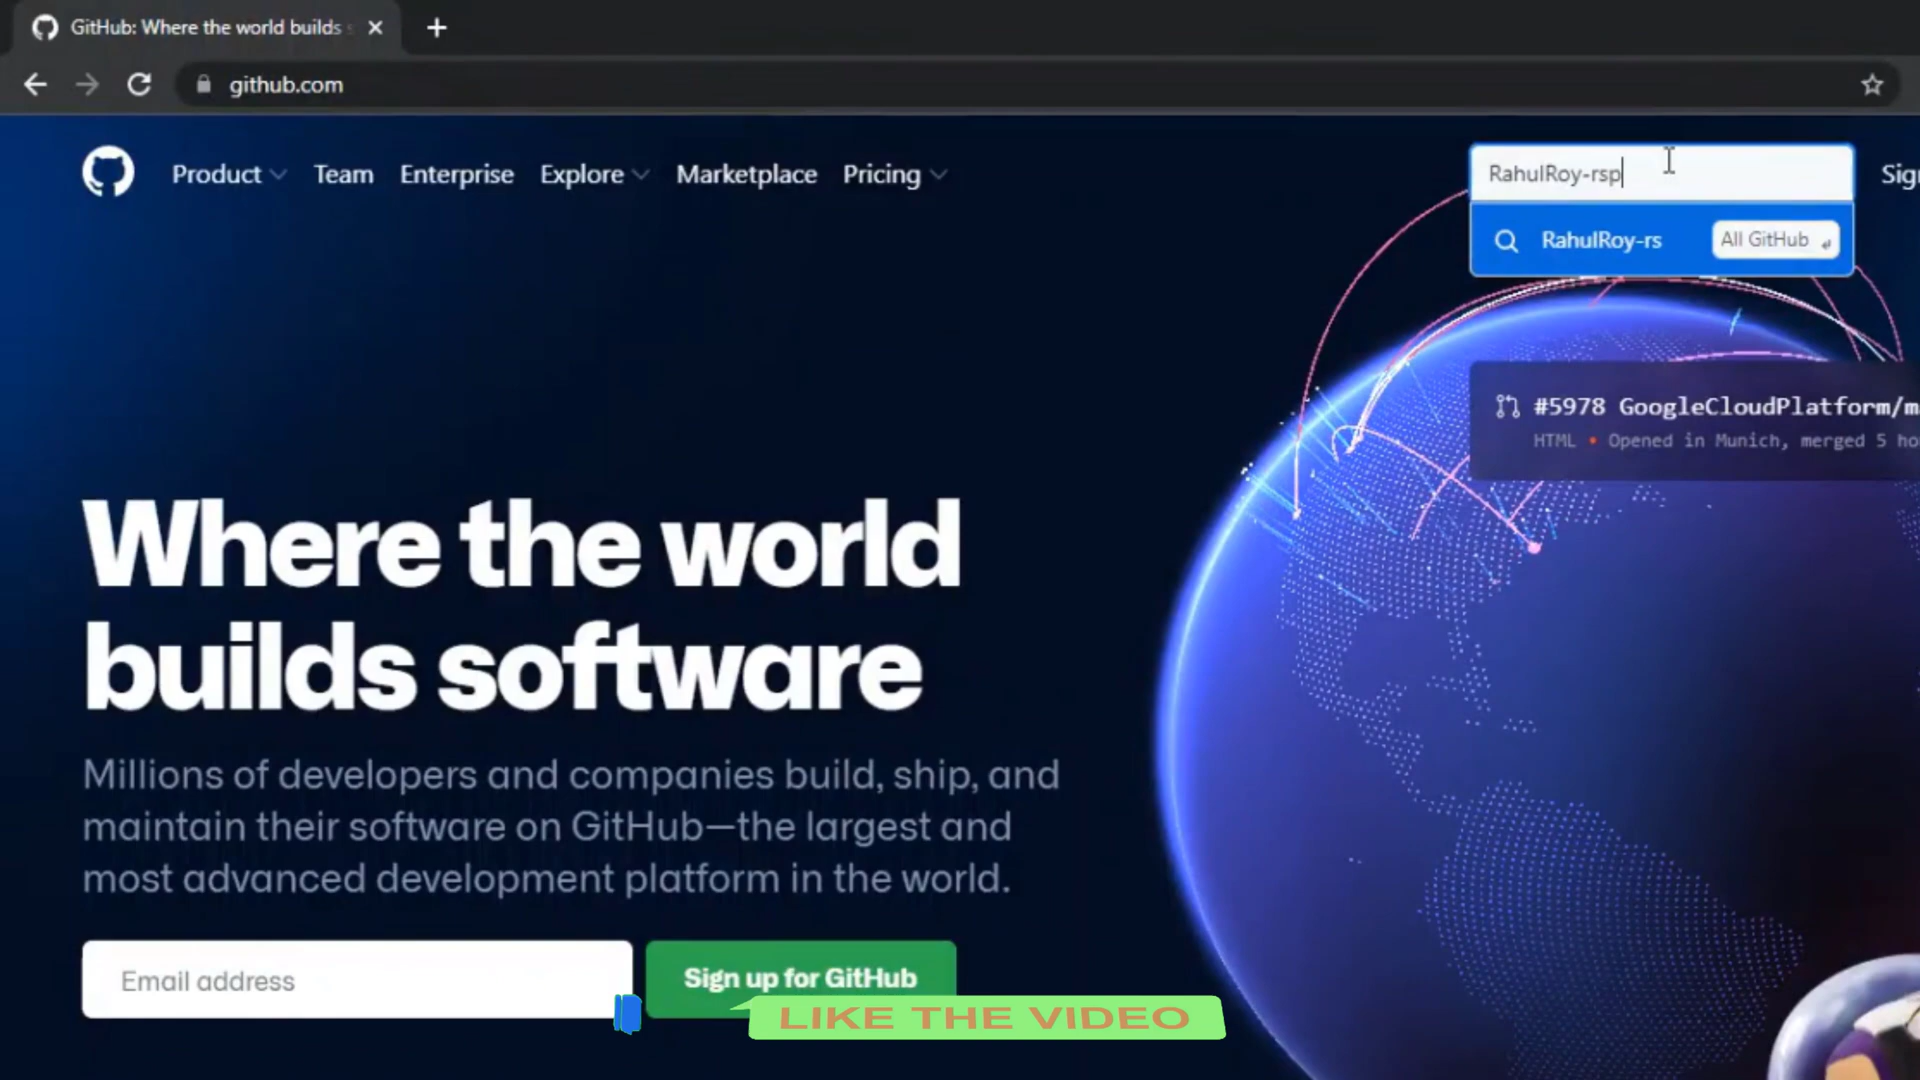 GitHub: Where the world builds
github.com
Product
Team
Enterprise
Explore
Marketplace
Pricing
RahulRoy-rsp
Sign
RahulRoy-rs
All GitHub
#5978 GoogleCloudPlatform/m
HTML • Opened in Munich, merged 5 ho
Where the world
builds software
Millions of developers and companies build, ship, and
maintain their software on GitHub—the largest and
most advanced development platform in the world.
Email address
Sign up for GitHub
LIKE THE VIDEO